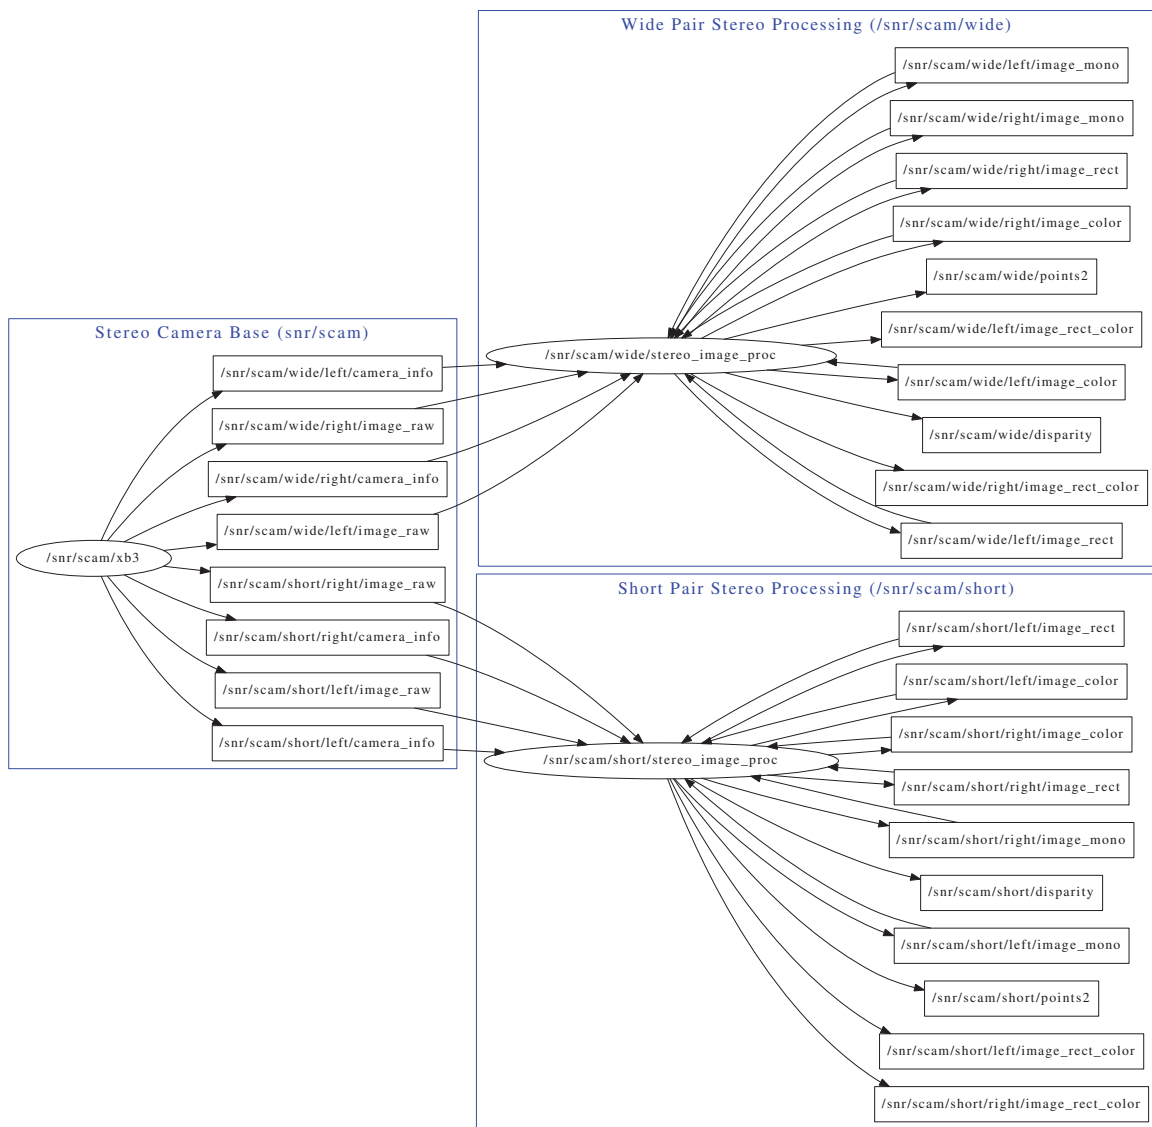 Wide Pair Stereo Processing (/snr/scam/wide)
/snr/scam/wide/left/image_mono
/snr/scam/wide/right/image_mono
/snr/scam/wide/right/image_rect
/snr/scam/wide/right/image_color
/snr/scam/wide/points2
/snr/scam/wide/left/image_rect_color
/snr/scam/wide/stereo_image_proc
/snr/scam/wide/left/image_color
/snr/scam/wide/disparity
/snr/scam/wide/right/image_rect_color
/snr/scam/wide/left/image_rect
Stereo Camera Base (snr/scam)
/snr/scam/wide/left/camera_info
/snr/scam/wide/right/image_raw
/snr/scam/wide/right/camera_info
/snr/scam/wide/left/image_raw
/snr/scam/xb3
/snr/scam/short/right/image_raw
/snr/scam/short/right/camera_info
/snr/scam/short/left/image_raw
/snr/scam/short/left/camera_info
Short Pair Stereo Processing (/snr/scam/short)
/snr/scam/short/left/image_rect
/snr/scam/short/left/image_color
/snr/scam/short/right/image_color
/snr/scam/short/stereo_image_proc
/snr/scam/short/right/image_rect
/snr/scam/short/right/image_mono
/snr/scam/short/disparity
/snr/scam/short/left/image_mono
/snr/scam/short/points2
/snr/scam/short/left/image_rect_color
/snr/scam/short/right/image_rect_color